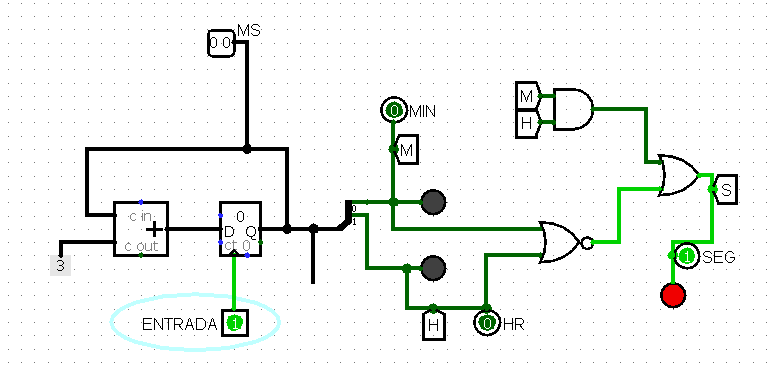 MS
0 0
0 MIN
M
M
H
c in
+
c out
3
0
D Q
ct 0
0
1
S
1 SEG
ENTRADA 1
H
0 HR